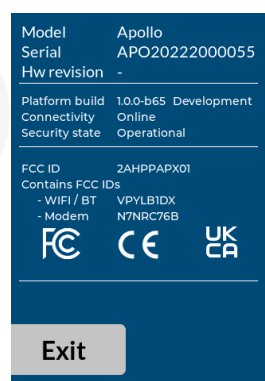 Model Apollo
Serial APO20222000055
Hw revision -
Platform build 1.0.0-b65 Development
Connectivity Online
Security state Operational
FCC ID 2AHPPAPX01
Contains FCC IDs
- WIFI / BT VPYLB1DX
- Modem N7NRC76B
FC CE UK
CA
Exit